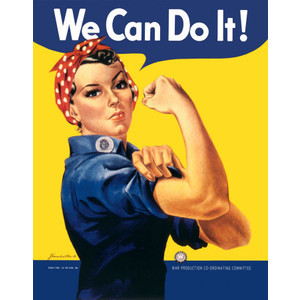 We Can Do It!
WAR PRODUCTION CO-ORDINATING COMMITTEE